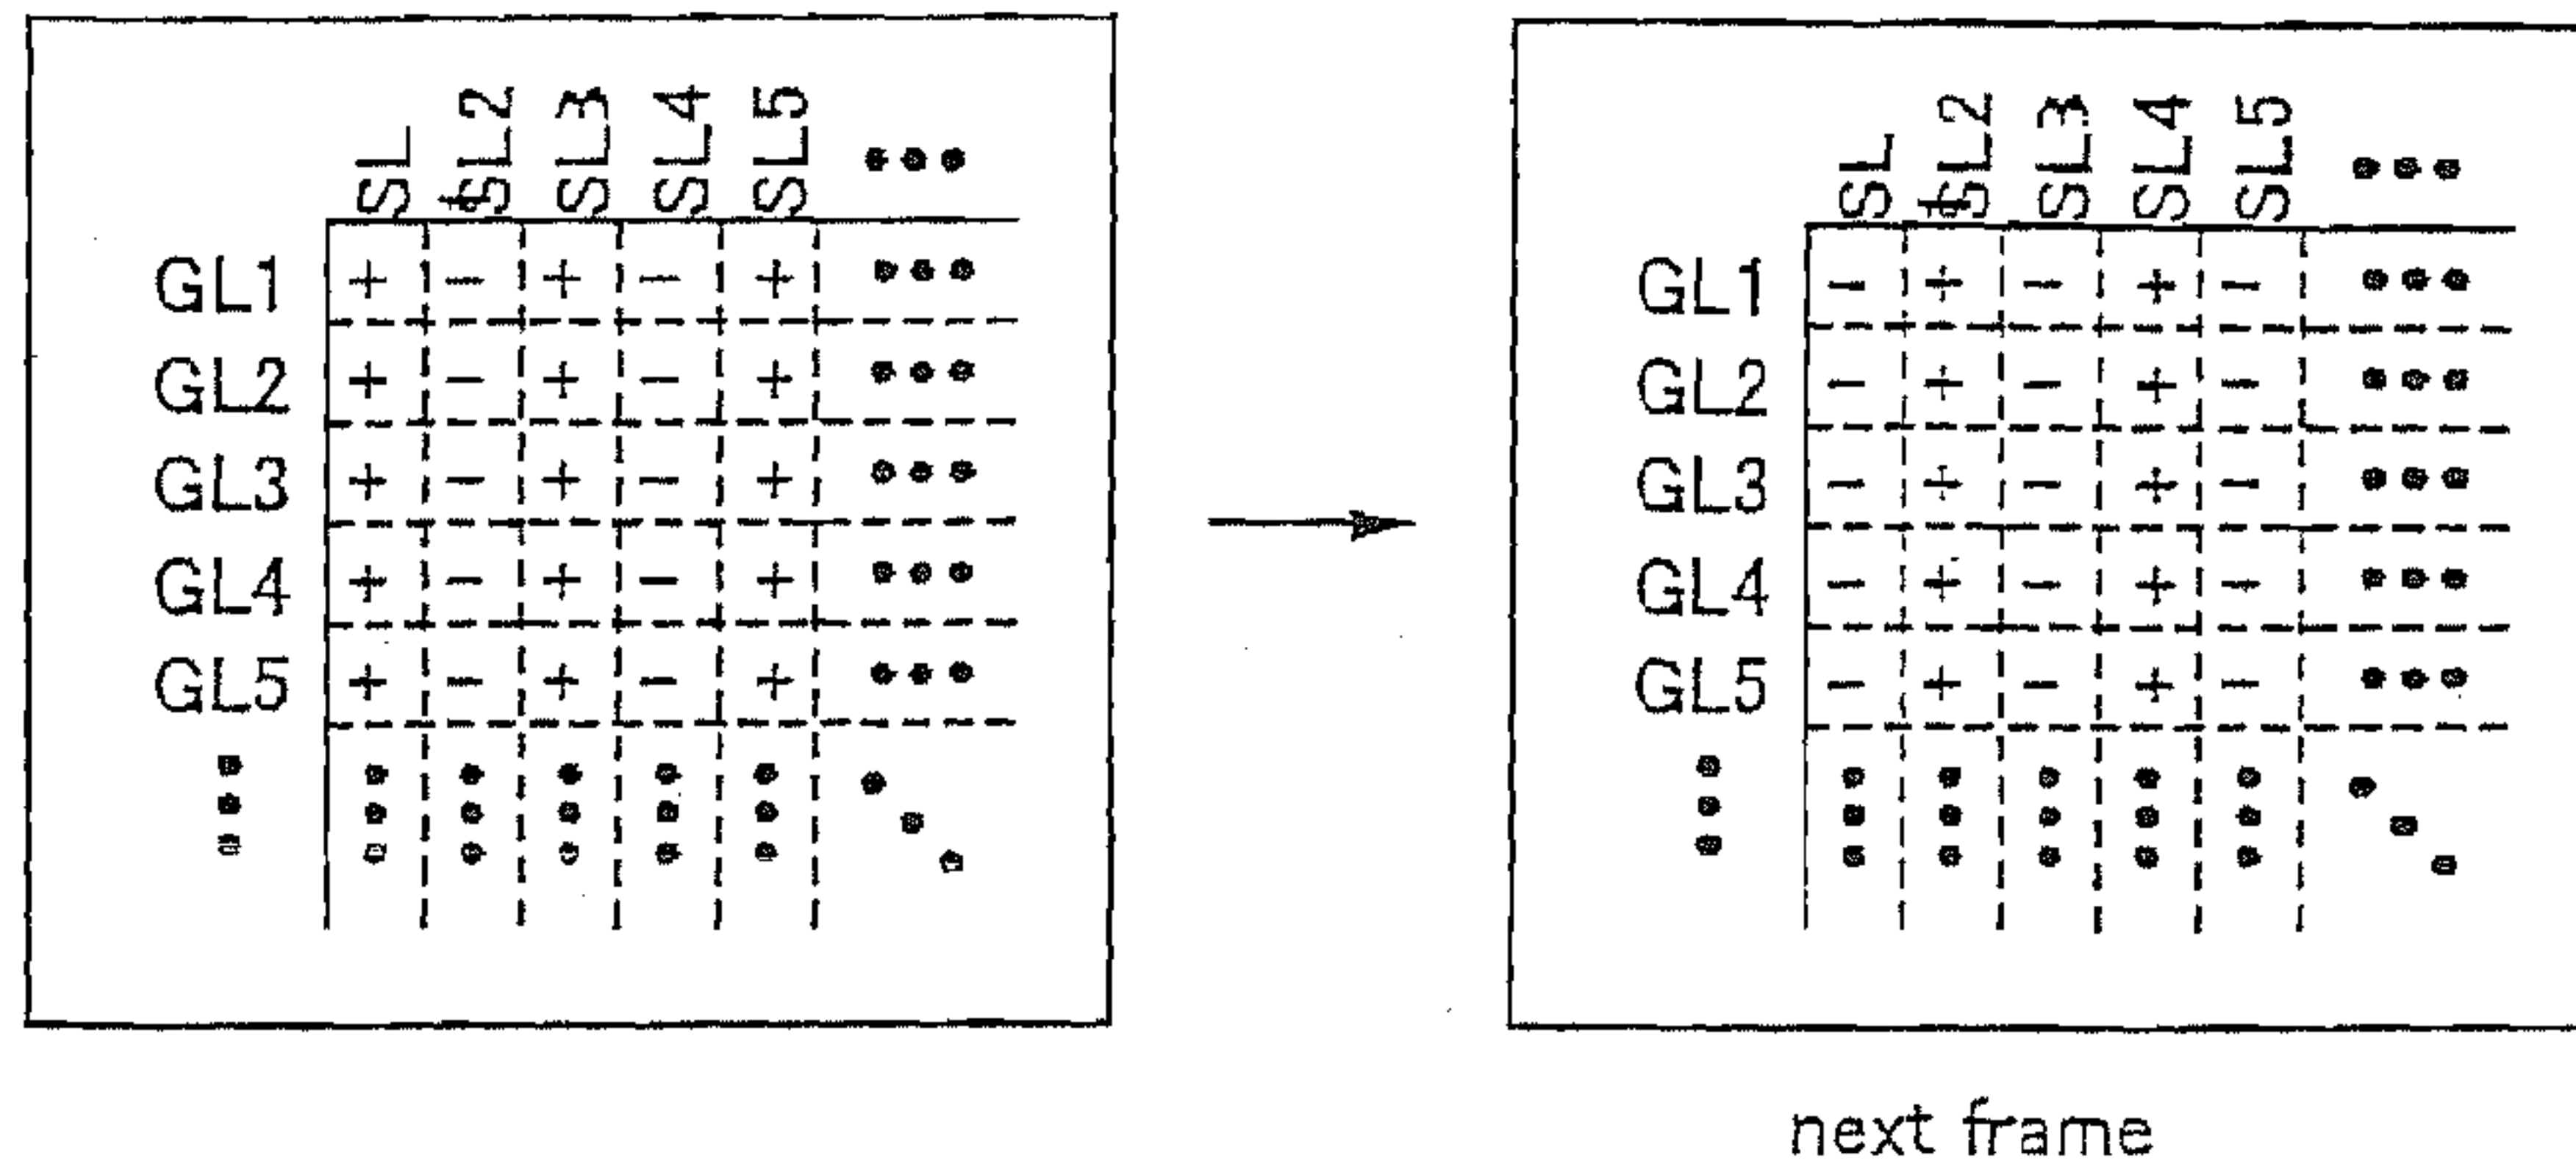 SL SL2 SL3 SL4 SL5 ••• 
GL1 + − + − + •••
GL2 + − + − + •••
GL3 + − + − + •••
GL4 + − + − + •••
GL5 + − + − + •••
SL SL2 SL3 SL4 SL5 •••
GL1 − + − + − •••
GL2 − + − + − •••
GL3 − + − + − •••
GL4 − + − + − •••
GL5 − + − + − •••
next frame